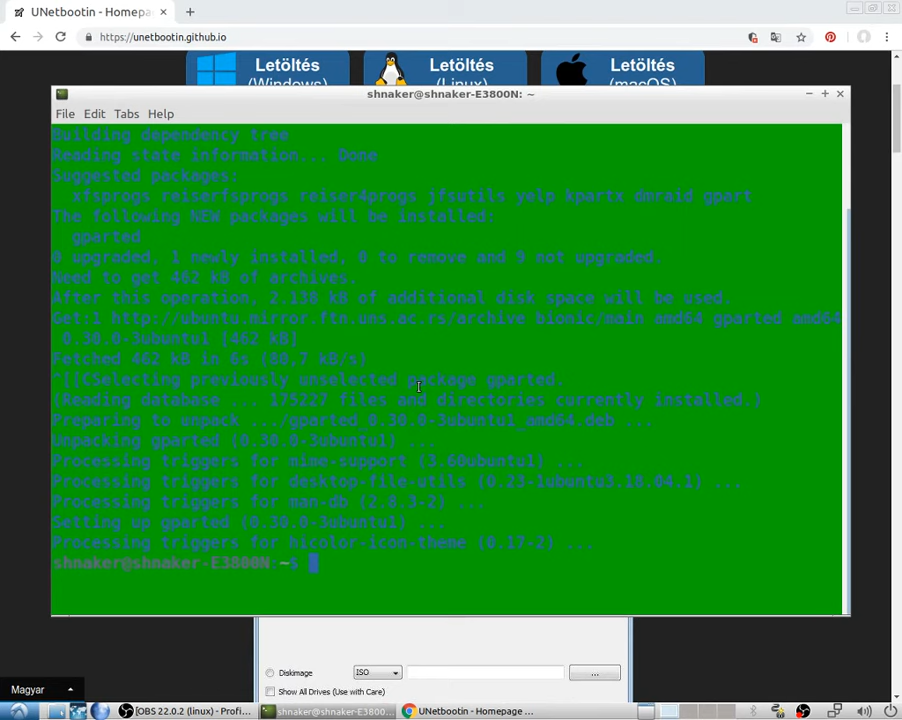 UNetbootin - Homepage
https://unetbootin.github.io
Letöltés
(Windows)
Letöltés
(Linux)
Letöltés
(macOS)
shnaker@shnaker-E3800N: ~
File Edit Tabs Help
Building dependency tree
Reading state information... Done
Suggested packages:
xfsprogs reiserfsprogs reiser4progs jfsutils yelp kpartx dmraid gpart
The following NEW packages will be installed:
gparted
0 upgraded, 1 newly installed, 0 to remove and 9 not upgraded.
Need to get 462 kB of archives.
After this operation, 2.138 kB of additional disk space will be used.
Get:1 http://ubuntu.mirror.ftn.uns.ac.rs/archive bionic/main amd64 gparted amd64
0.30.0-3ubuntu1 [462 kB]
Fetched 462 kB in 6s (80,7 kB/s)
^[[CSelecting previously unselected package gparted.
(Reading database ... 175227 files and directories currently installed.)
Preparing to unpack .../gparted_0.30.0-3ubuntu1_amd64.deb ...
Unpacking gparted (0.30.0-3ubuntu1) ...
Processing triggers for mime-support (3.60ubuntu1) ...
Processing triggers for desktop-file-utils (0.23-1ubuntu3.18.04.1) ...
Processing triggers for man-db (2.8.3-2) ...
Setting up gparted (0.30.0-3ubuntu1) ...
Processing triggers for hicolor-icon-theme (0.17-2) ...
shnaker@shnaker-E3800N:~$
Diskimage ISO ...
Show All Drives (Use with Care)
Magyar
[OBS 22.0.2 (linux) - Profi... shnaker@shnaker-E3800... UNetbootin - Homepage ...